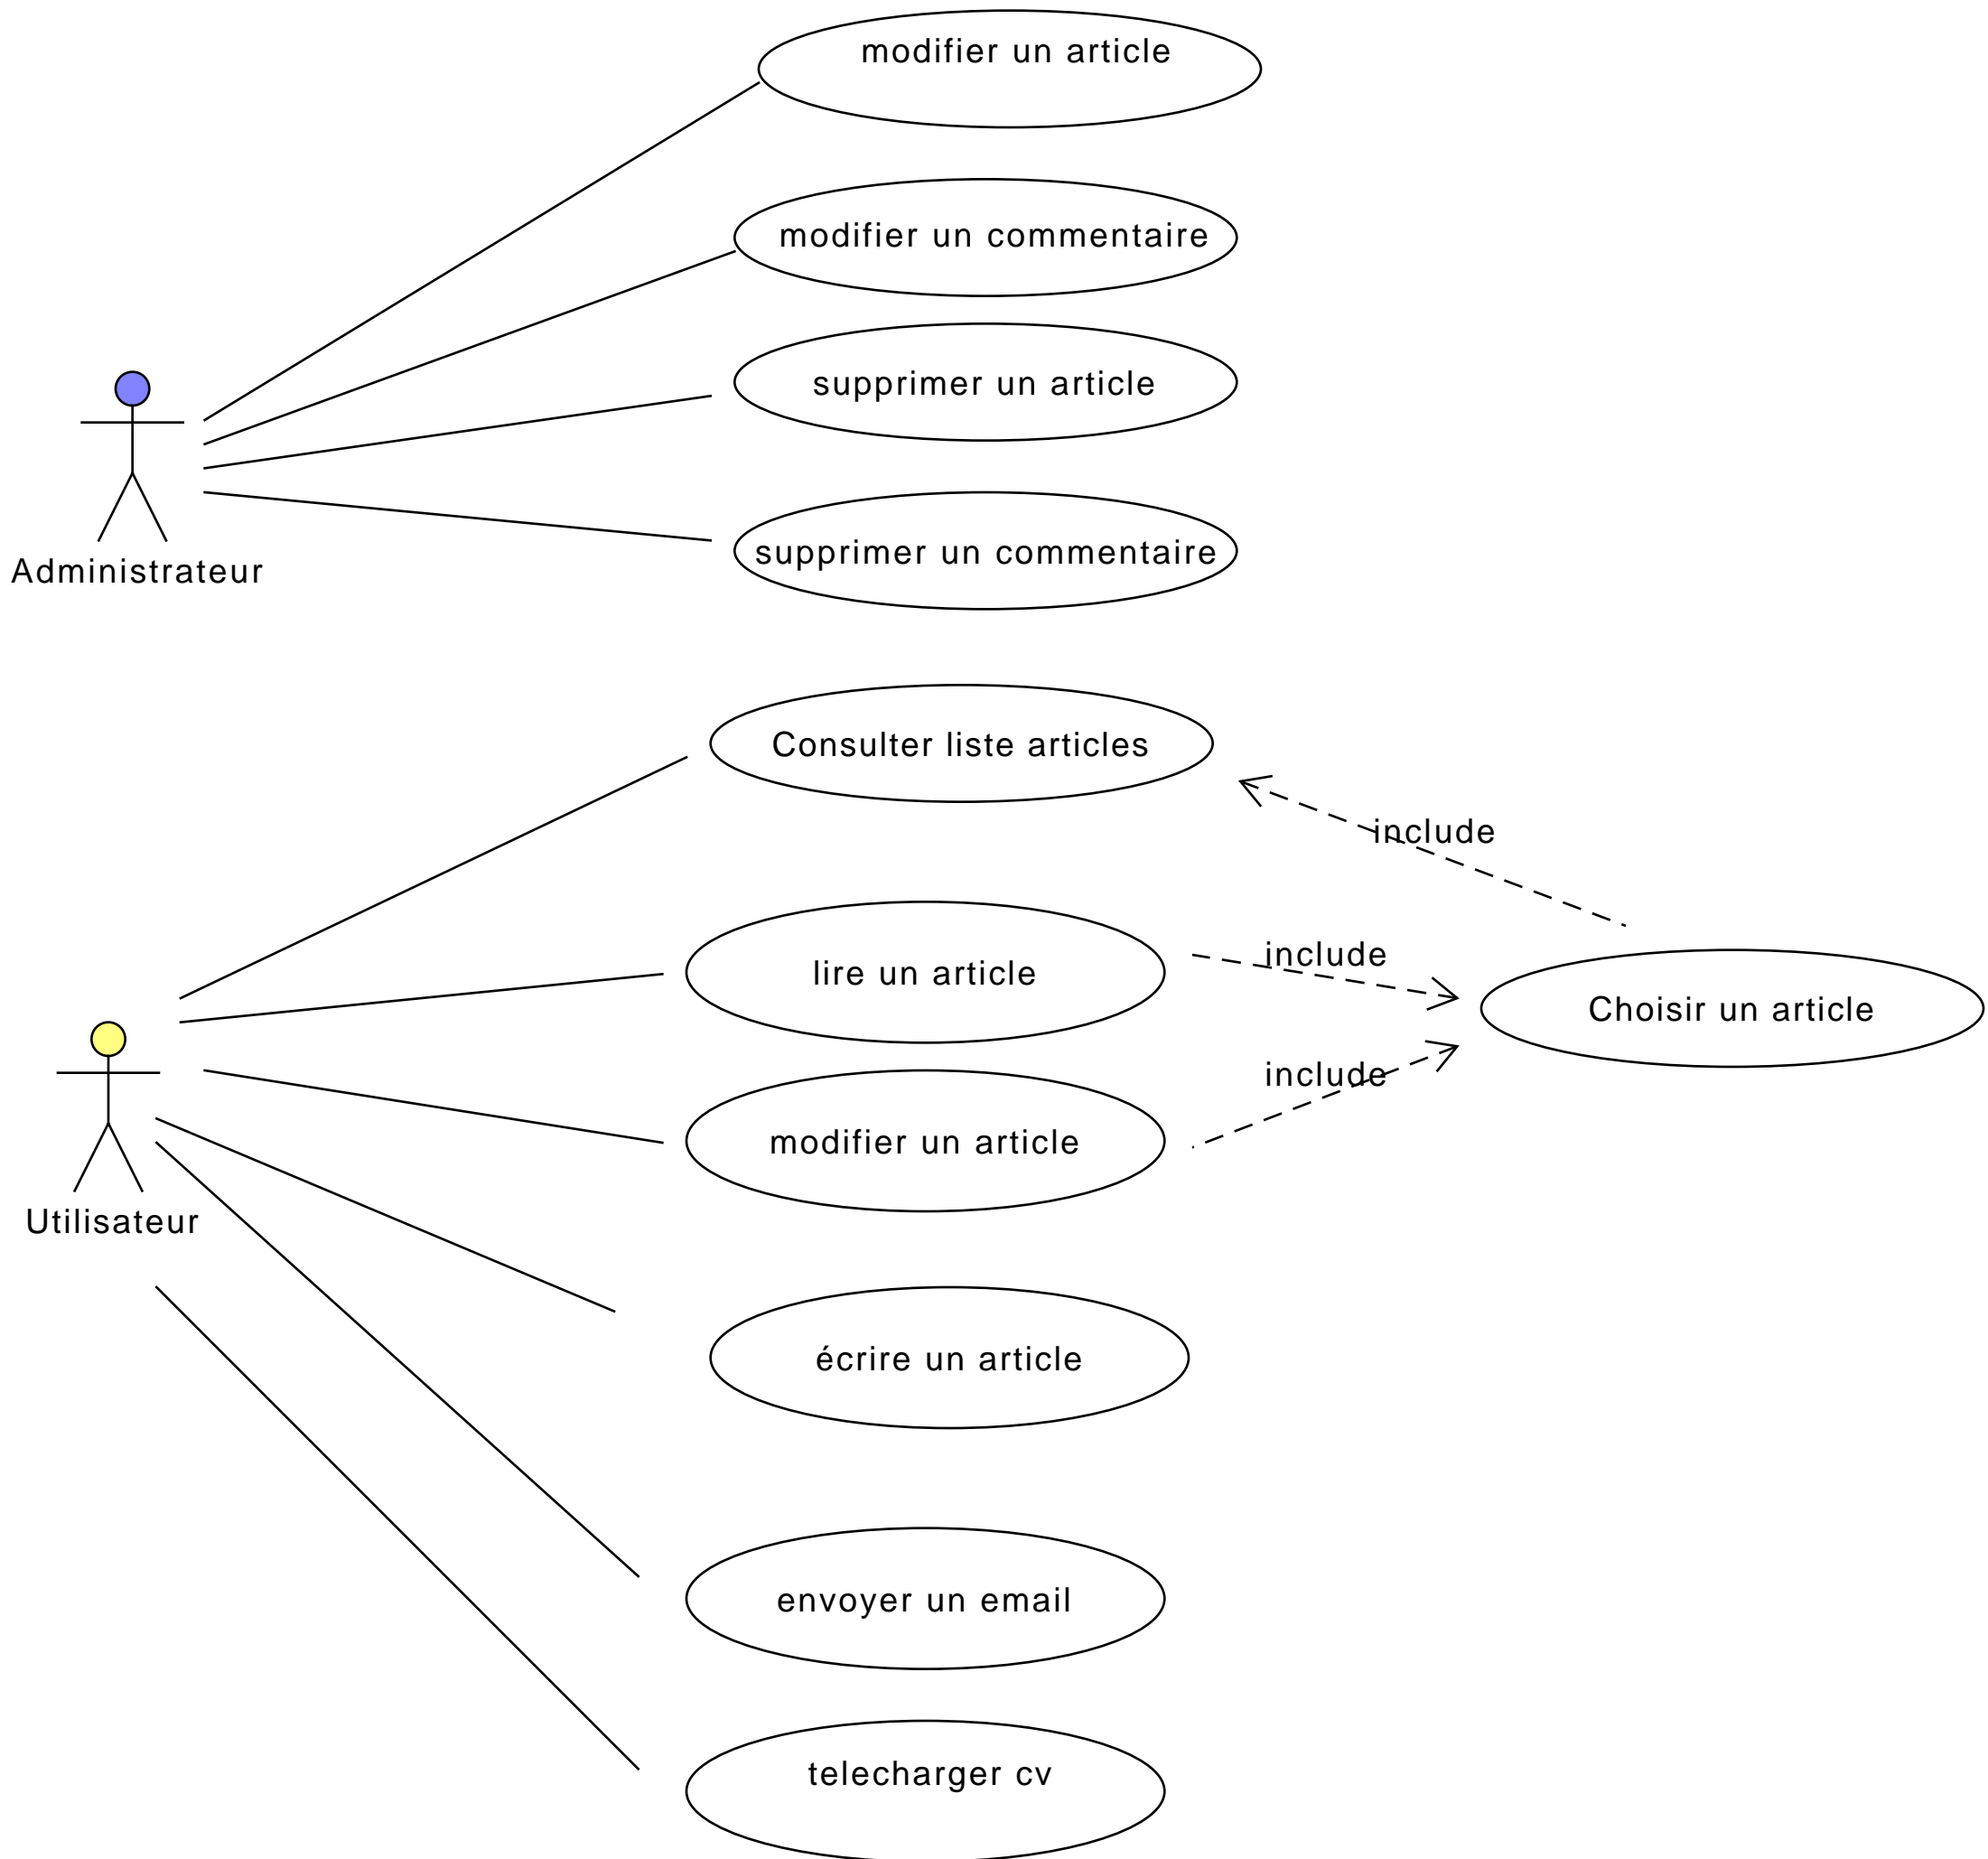 modifier un article
modifier un commentaire
supprimer un article
supprimer un commentaire
Administrateur
Consulter liste articles
include
lire un article
include
Choisir un article
include
modifier un article
Utilisateur
écrire un article
envoyer un email
telecharger cv